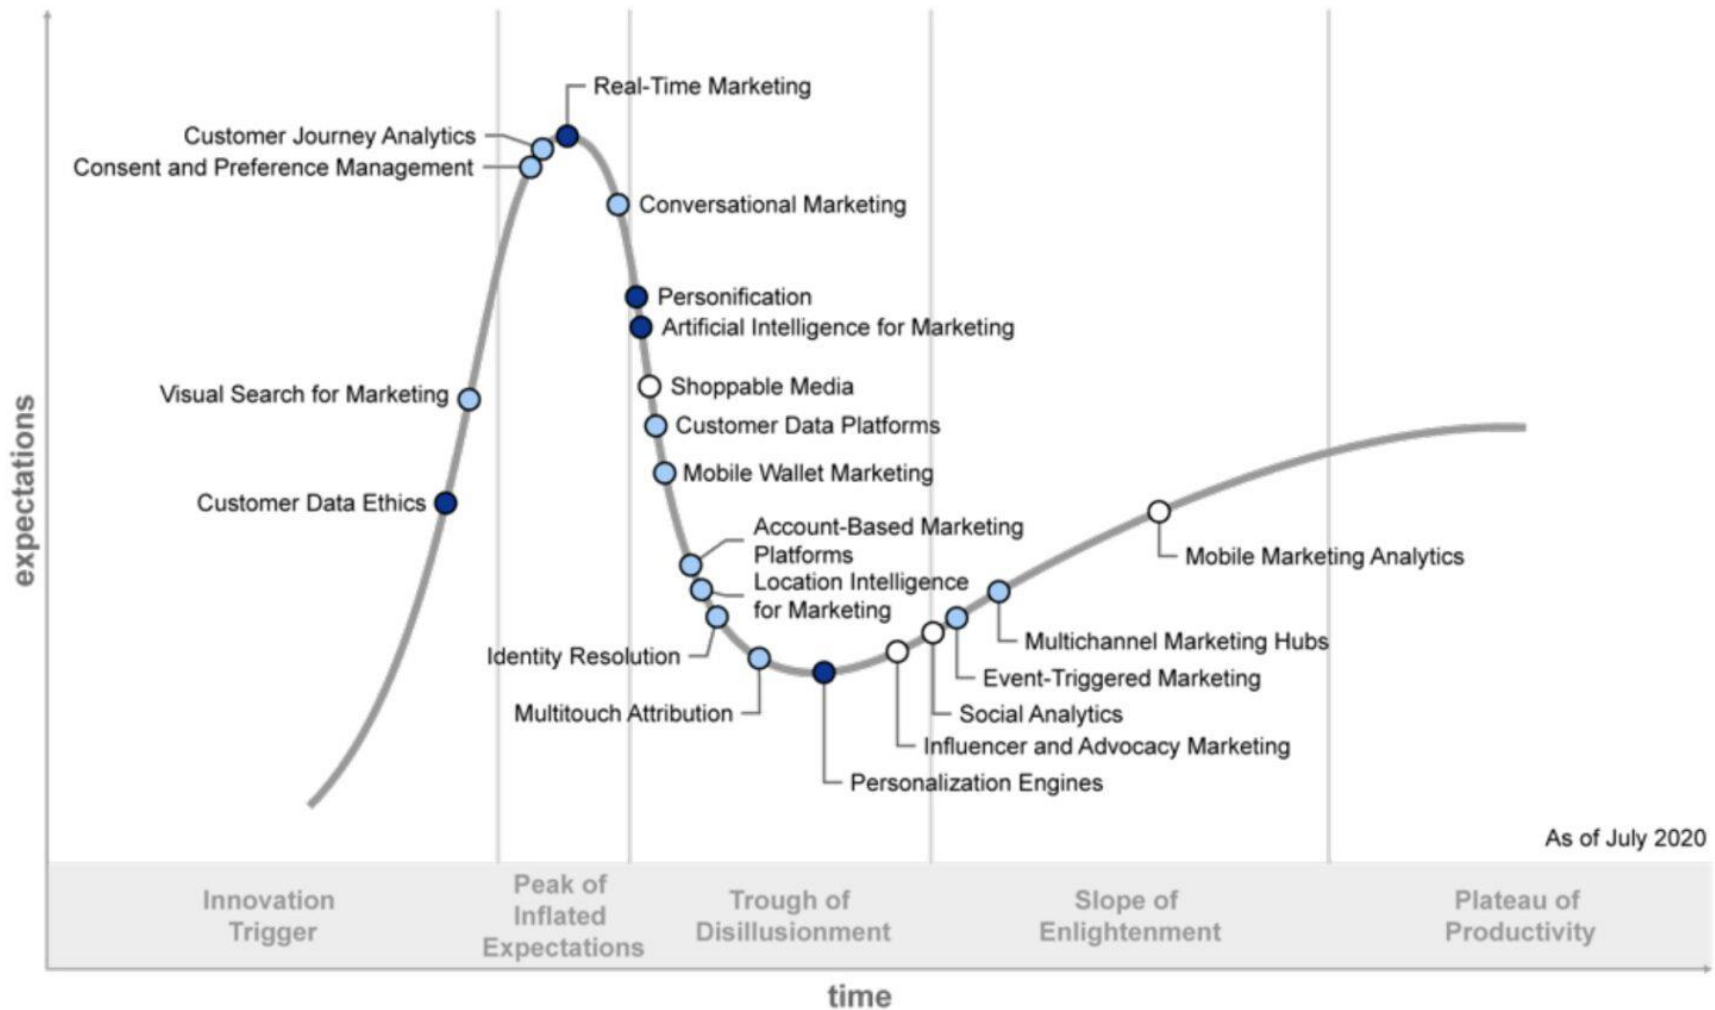 Real-Time Marketing
Customer Journey Analytics
Consent and Preference Management
Conversational Marketing
Personification
Artificial Intelligence for Marketing
Shoppable Media
Visual Search for Marketing
Customer Data Platforms
Mobile Wallet Marketing
Customer Data Ethics
Account-Based Marketing
Platforms
Location Intelligence
for Marketing
Mobile Marketing Analytics
Multichannel Marketing Hubs
Identity Resolution
Event-Triggered Marketing
Multitouch Attribution
Social Analytics
Influencer and Advocacy Marketing
Personalization Engines
expectations
As of July 2020
Innovation
Trigger
Peak of
Inflated
Expectations
Trough of
Disillusionment
Slope of
Enlightenment
Plateau of
Productivity
time